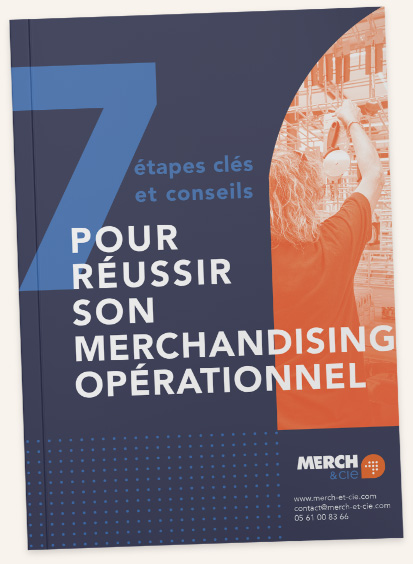 7
étapes clés
et conseils
POUR
RÉUSSIR
SON
MERCHANDISING
OPÉRATIONNEL
MERCH
&cie
www.merch-et-cie.com
contact@merch-et-cie.com
05 61 00 83 66